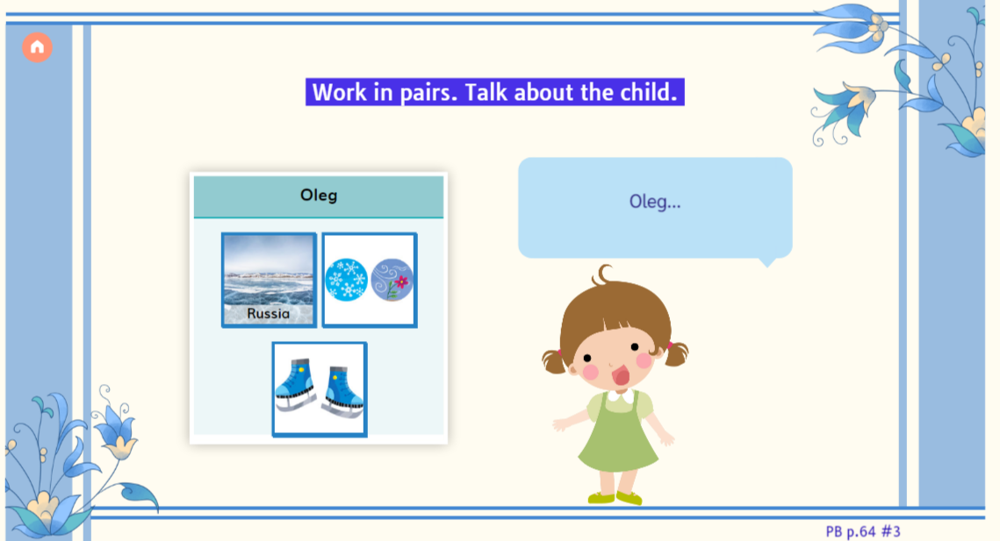 Work in pairs. Talk about the child.
Oleg
Russia
Oleg...
PB p.64 #3